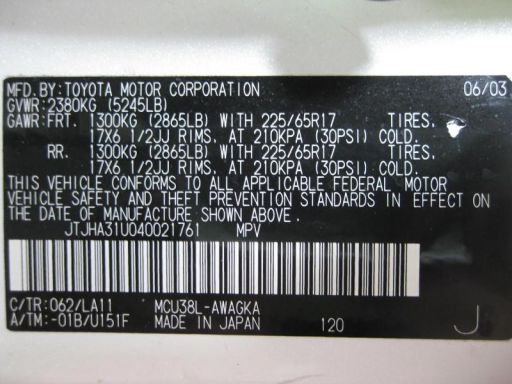 MFD.BY:TOYOTA MOTOR CORPORATION 06/03
GVWR:2380KG (5245LB)
GAWR:FRT. 1300KG (2865LB) WITH 225/65R17 TIRES.
17X6 1/2JJ RIMS, AT 210KPA (30PSI) COLD.
RR. 1300KG (2865LB) WITH 225/65R17 TIRES,
17X6 1/2JJ RIMS, AT 210KPA (30PSI) COLD.
THIS VEHICLE CONFORMS TO ALL APPLICABLE FEDERAL MOTOR
VEHICLE SAFETY AND THEFT PREVENTION STANDARDS IN EFFECT ON
THE DATE OF MANUFACTURE SHOWN ABOVE.
JTJHA31U040021761 MPV
C/TR:062/LA11 MCU38L-AWAGKA
A/TM:-01B/U151F MADE IN JAPAN 120 J